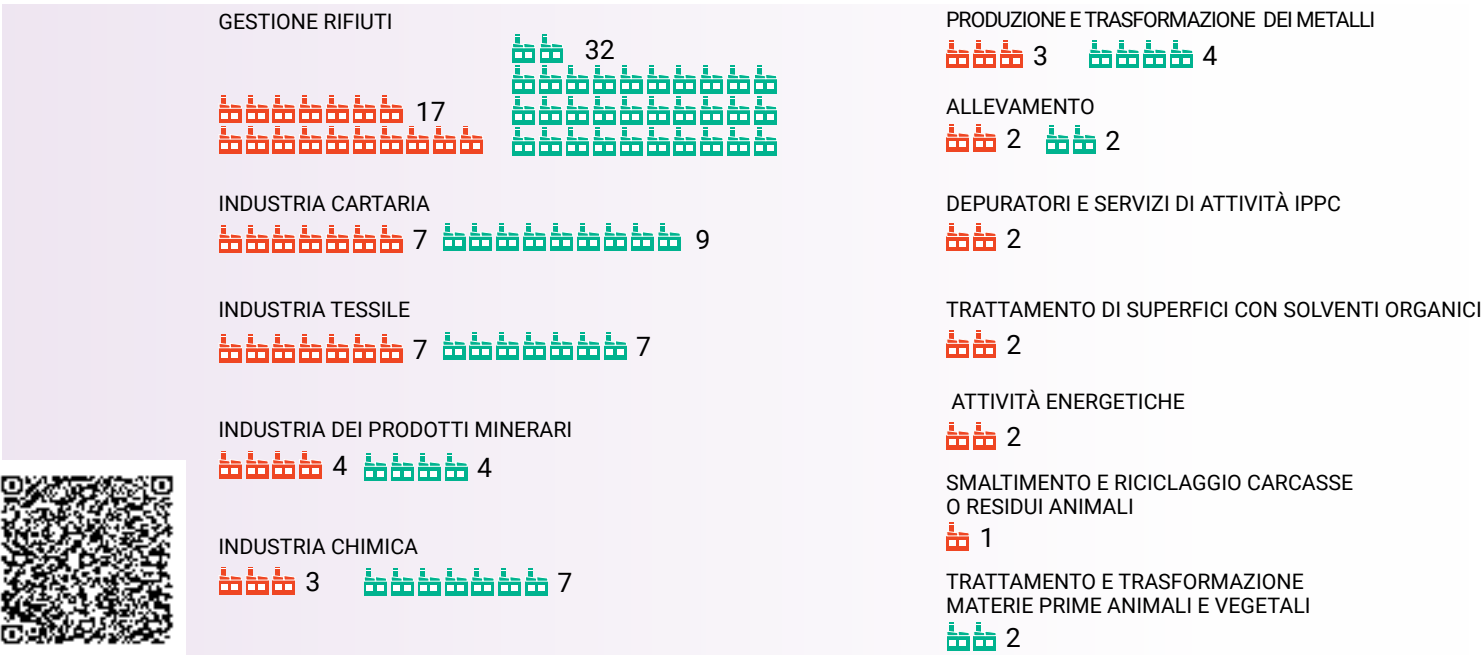 GESTIONE RIFIUTI
32
17
INDUSTRIA CARTARIA
7 9
INDUSTRIA TESSILE
7 7
INDUSTRIA DEI PRODOTTI MINERARI
4 4
INDUSTRIA CHIMICA
3 7
PRODUZIONE E TRASFORMAZIONE DEI METALLI
3 4
ALLEVAMENTO
2 2
DEPURATORI E SERVIZI DI ATTIVITÀ IPPC
2
TRATTAMENTO DI SUPERFICI CON SOLVENTI ORGANICI
2
ATTIVITÀ ENERGETICHE
2
SMALTIMENTO E RICICLAGGIO CARCASSE
O RESIDUI ANIMALI
1
TRATTAMENTO E TRASFORMAZIONE
MATERIE PRIME ANIMALI E VEGETALI
2